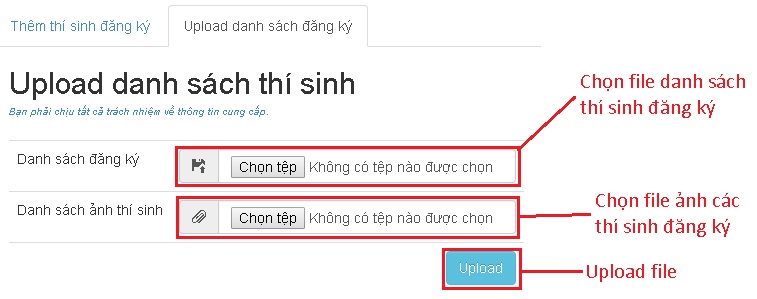 Thêm thí sinh đăng ký
Upload danh sách đăng ký
Upload danh sách thí sinh
Bạn phải chịu tất cả trách nhiệm về thông tin cung cấp.
Chọn file danh sách
thí sinh đăng ký
Danh sách đăng ký
Chọn tệp Không có tệp nào được chọn
Danh sách ảnh thí sinh
Chọn tệp Không có tệp nào được chọn
Chọn file ảnh các
thí sinh đăng ký
Upload
Upload file